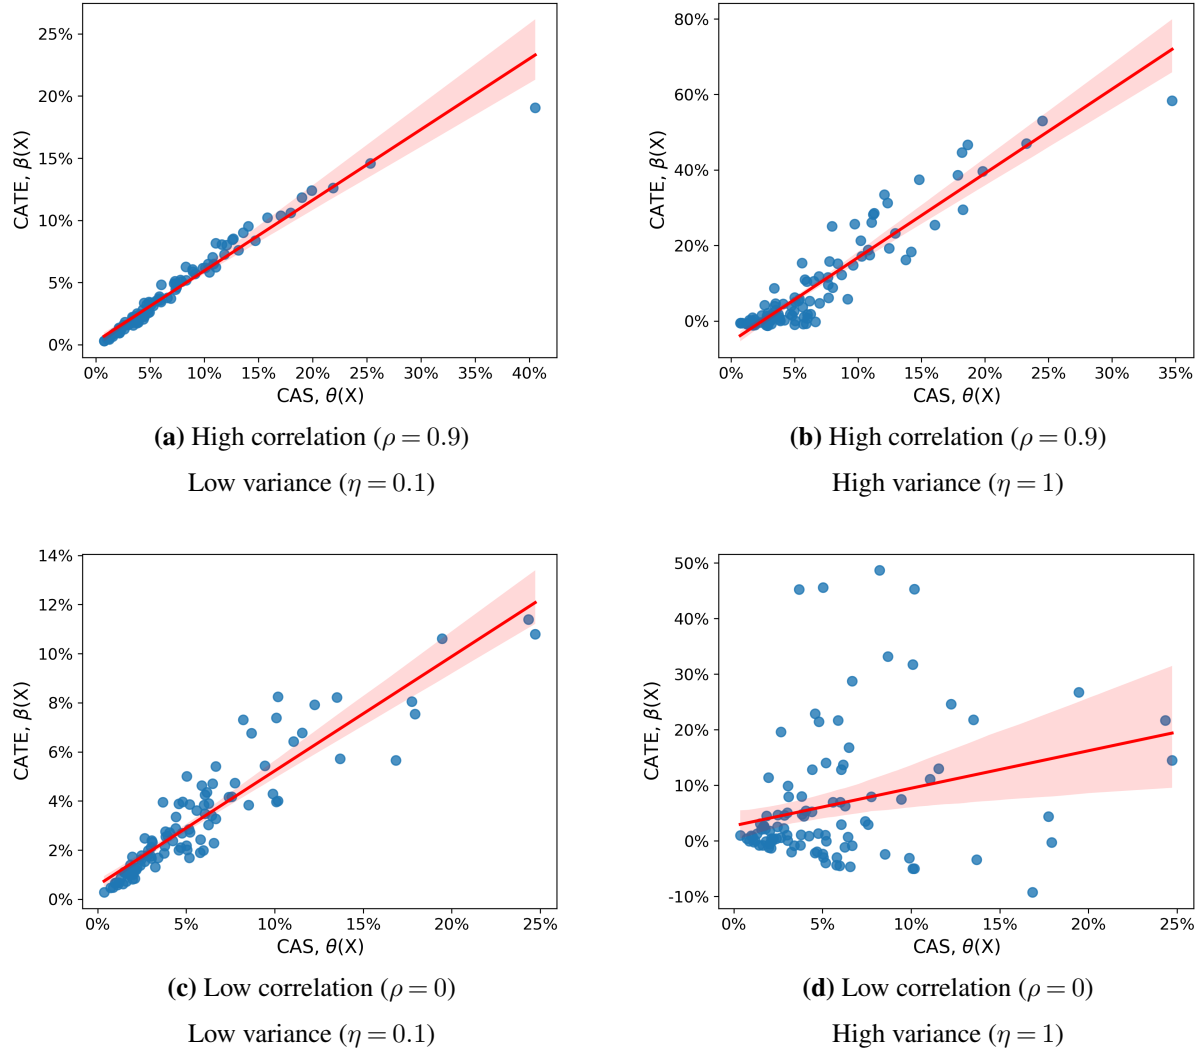 25%
20%
15%
10%
5%
0%
CATE, β(X)
0% 5% 10% 15% 20% 25% 30% 35% 40%
CAS, θ(X)
(a) High correlation (ρ = 0.9)
Low variance (η = 0.1)
80%
60%
40%
20%
0%
CATE, β(X)
0% 5% 10% 15% 20% 25% 30% 35%
CAS, θ(X)
(b) High correlation (ρ = 0.9)
High variance (η = 1)
14%
12%
10%
8%
6%
4%
2%
0%
CATE, β(X)
0% 5% 10% 15% 20% 25%
CAS, θ(X)
(c) Low correlation (ρ = 0)
Low variance (η = 0.1)
50%
40%
30%
20%
10%
0%
-10%
CATE, β(X)
0% 5% 10% 15% 20% 25%
CAS, θ(X)
(d) Low correlation (ρ = 0)
High variance (η = 1)